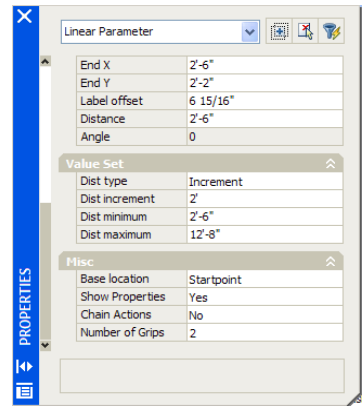 Linear Parameter
End X 2'-6"
End Y 2'-2"
Label offset 6 15/16"
Distance 2'-6"
Angle 0
Value Set
Dist type Increment
Dist increment 2'
Dist minimum 2'-6"
Dist maximum 12'-8"
Misc
Base location Startpoint
Show Properties Yes
Chain Actions No
Number of Grips 2
PROPERTIES